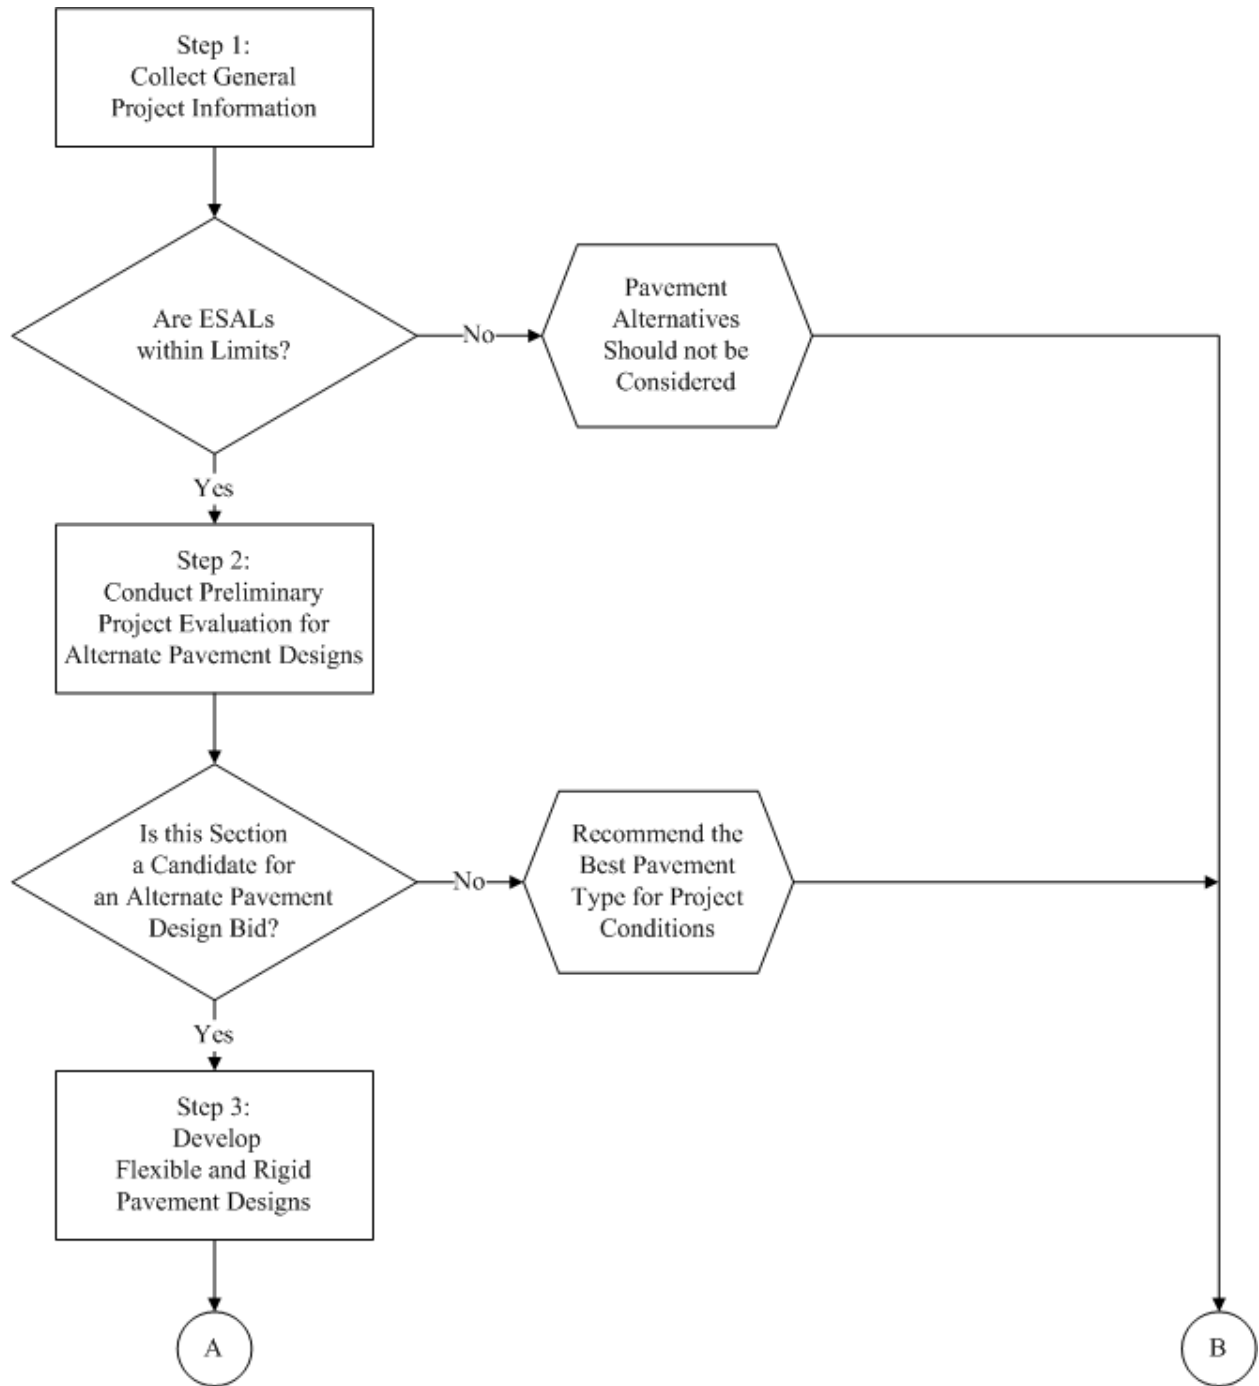 Step 1:
Collect General
Project Information
Are ESALs
within Limits?
No
Pavement
Alternatives
Should not be
Considered
Yes
Step 2:
Conduct Preliminary
Project Evaluation for
Alternate Pavement Designs
Is this Section
a Candidate for
an Alternate Pavement
Design Bid?
No
Recommend the
Best Pavement
Type for Project
Conditions
Yes
Step 3:
Develop
Flexible and Rigid
Pavement Designs
A
B